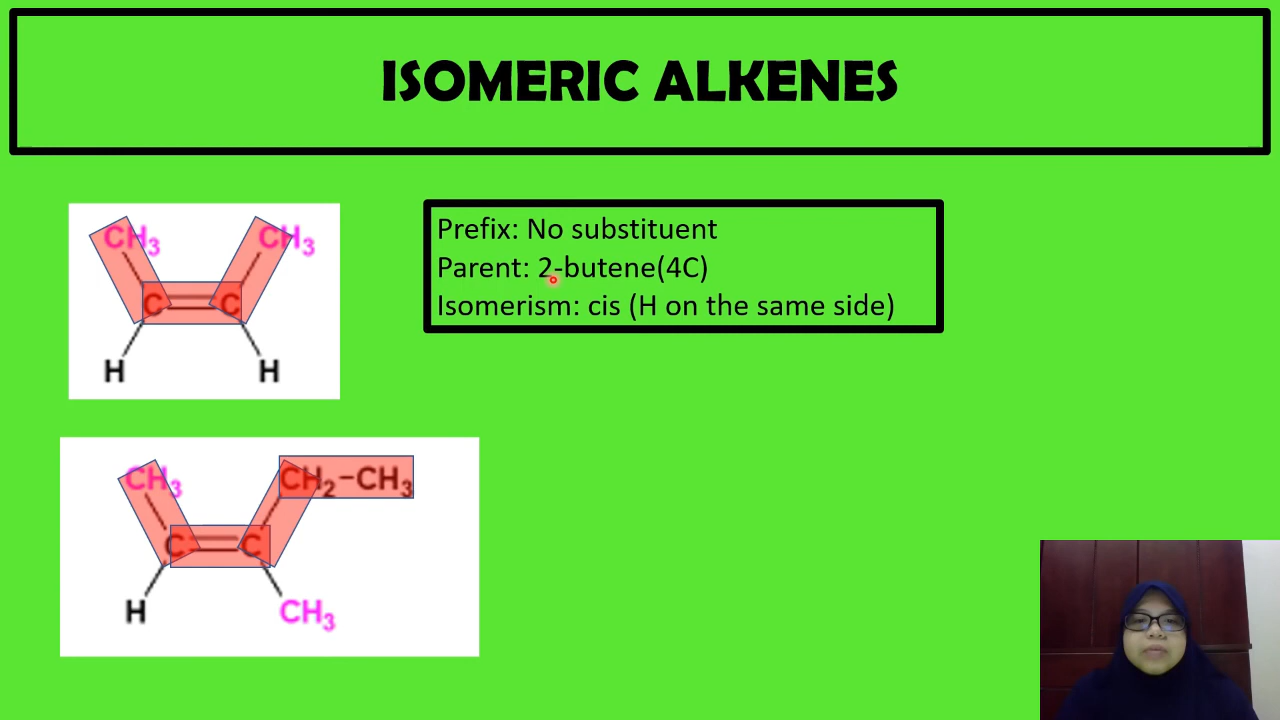 ISOMERIC ALKENES
CH₃ CH₃
C C
H H
Prefix: No substituent
Parent: 2-butene(4C)
Isomerism: cis (H on the same side)
CH₃ CH₂–CH₃
C C
H CH₃